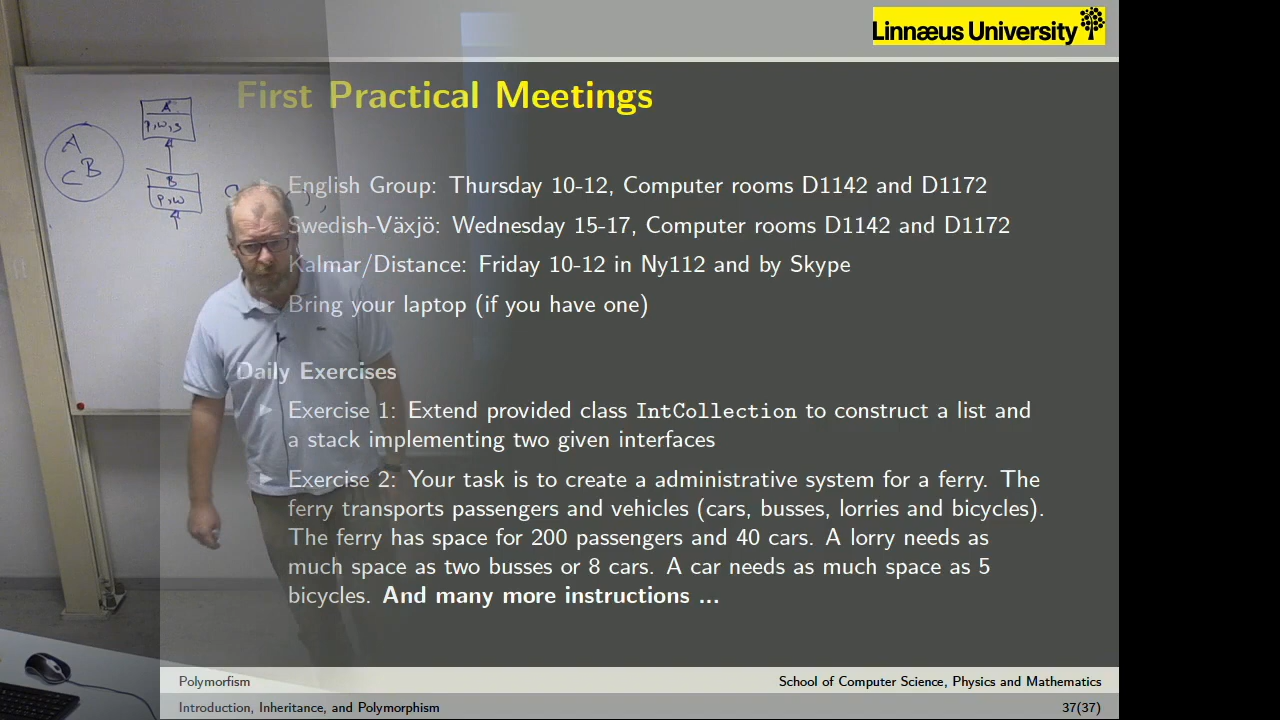 Linnæus University
First Practical Meetings
A
p,w,s
A
B
C
B
p,w
English Group: Thursday 10-12, Computer rooms D1142 and D1172
Swedish-Växjö: Wednesday 15-17, Computer rooms D1142 and D1172
Kalmar/Distance: Friday 10-12 in Ny112 and by Skype
Bring your laptop (if you have one)
Daily Exercises
Exercise 1: Extend provided class IntCollection to construct a list and
a stack implementing two given interfaces
Exercise 2: Your task is to create a administrative system for a ferry. The
ferry transports passengers and vehicles (cars, busses, lorries and bicycles).
The ferry has space for 200 passengers and 40 cars. A lorry needs as
much space as two busses or 8 cars. A car needs as much space as 5
bicycles. And many more instructions ...
Polymorfism
School of Computer Science, Physics and Mathematics
Introduction, Inheritance, and Polymorphism
37(37)